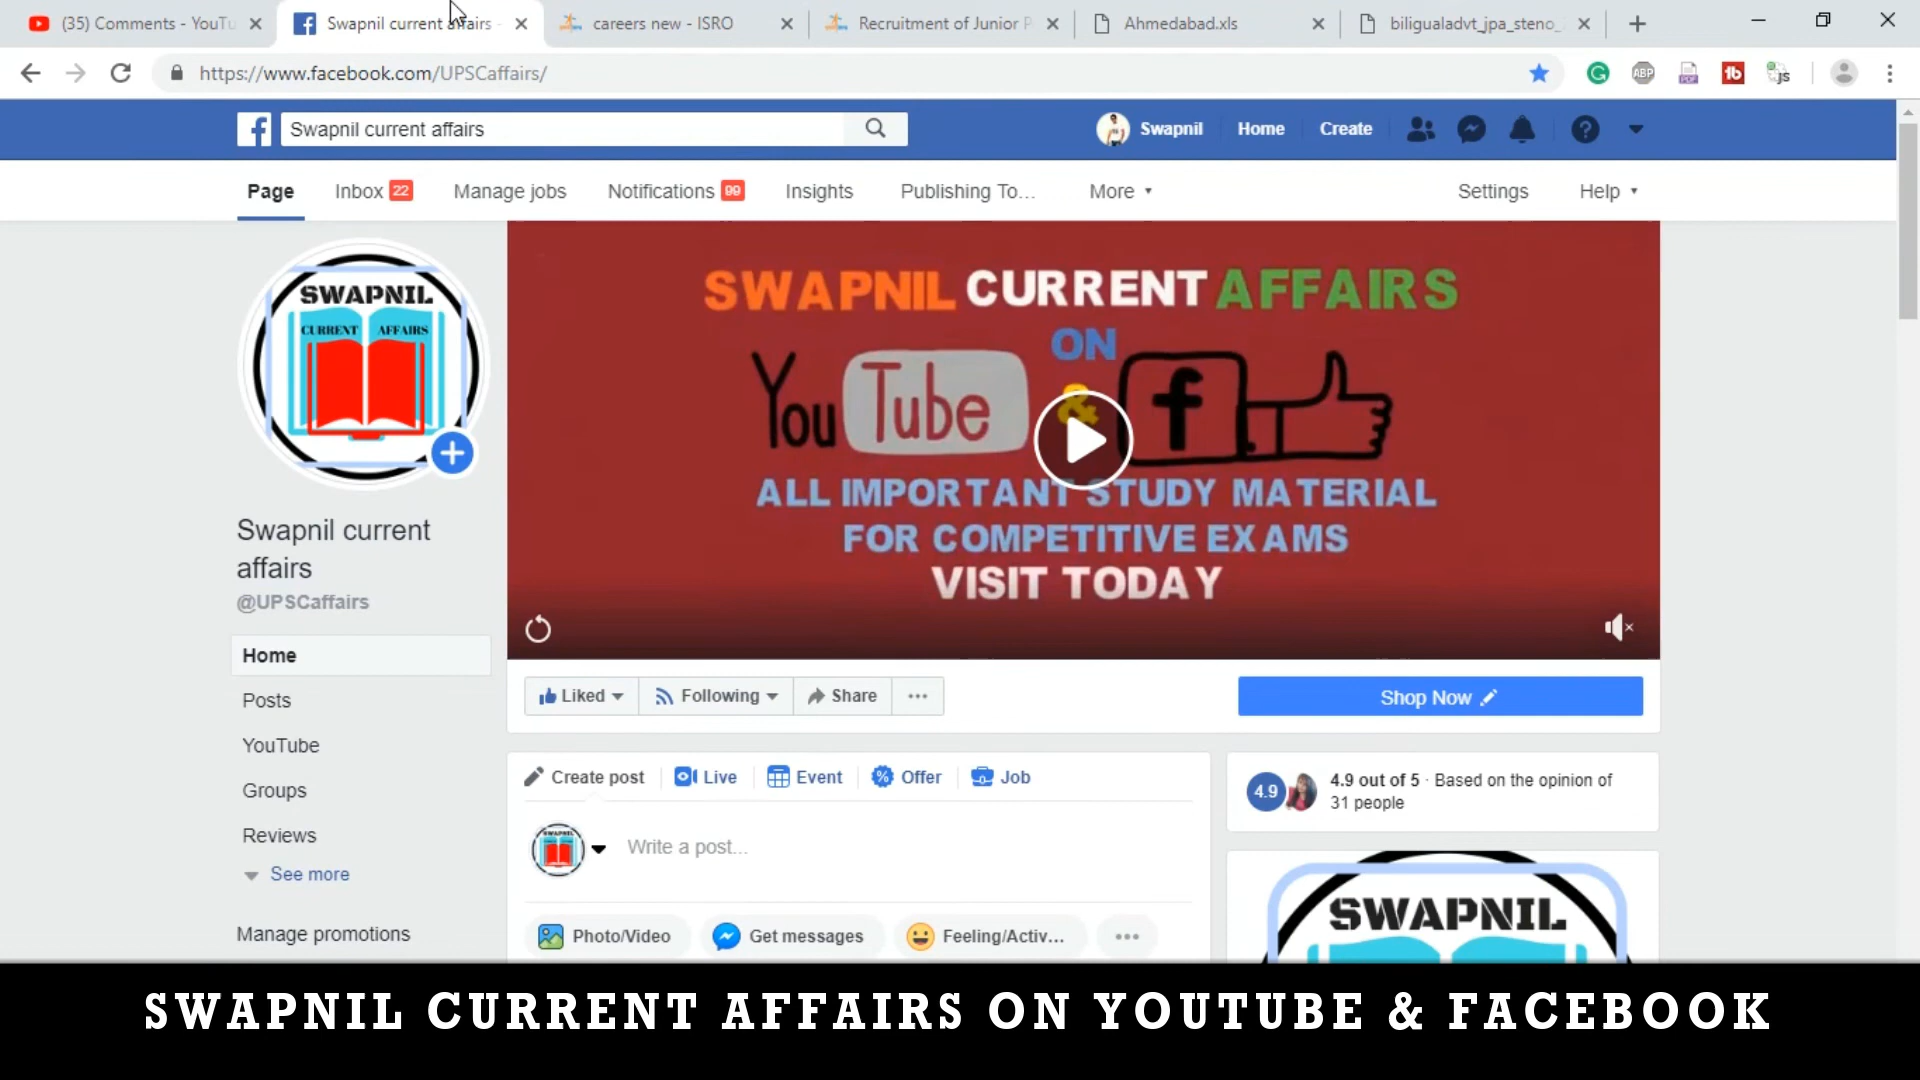 (35) Comments - YouTu
Swapnil current affairs -
careers new - ISRO
Recruitment of Junior P
Ahmedabad.xls
biligualadvt_jpa_steno_
https://www.facebook.com/UPSCaffairs/
Swapnil current affairs
Swapnil
Home
Create
Page
Inbox 22
Manage jobs
Notifications 99
Insights
Publishing To...
More
Settings
Help
SWAPNIL
CURRENT AFFAIRS
SWAPNIL CURRENT AFFAIRS
ON
YouTube & f
ALL IMPORTANT STUDY MATERIAL
FOR COMPETITIVE EXAMS
VISIT TODAY
Swapnil current
affairs
@UPSCaffairs
Home
Posts
YouTube
Groups
Reviews
See more
Manage promotions
Liked
Following
Share
Shop Now
Create post
Live
Event
Offer
Job
SWAPNIL
Write a post...
Photo/Video
Get messages
Feeling/Activ...
4.9
4.9 out of 5 · Based on the opinion of
31 people
SWAPNIL
SWAPNIL CURRENT AFFAIRS ON YOUTUBE & FACEBOOK